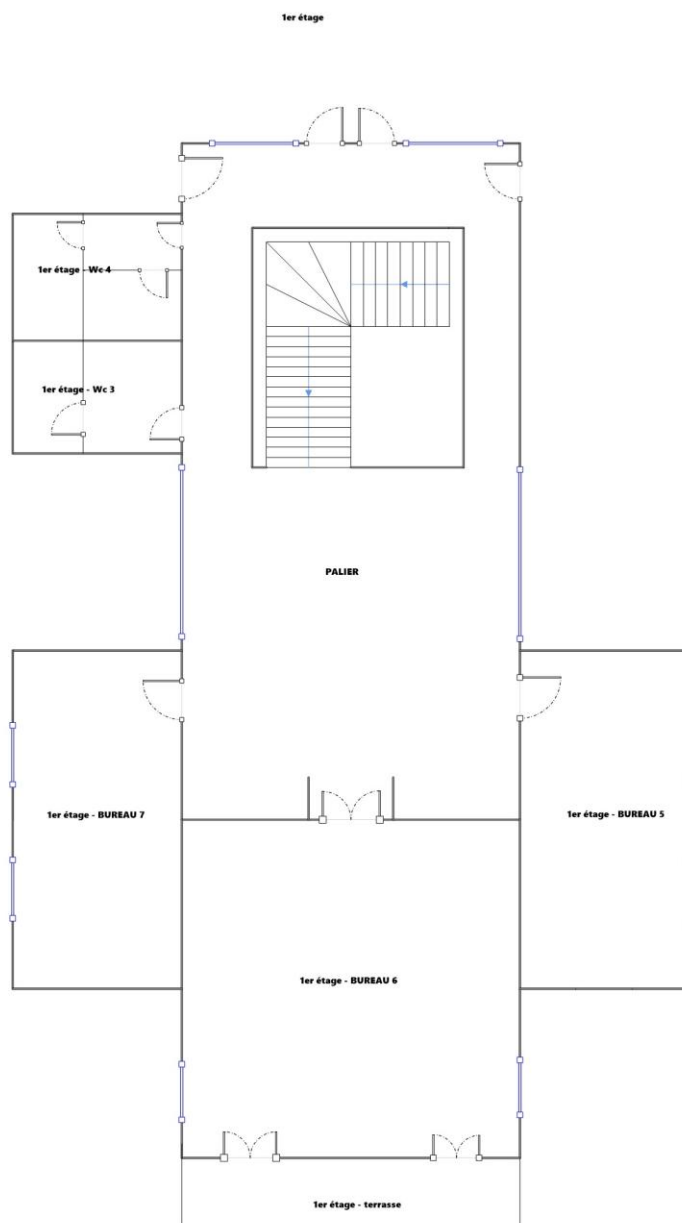 1er étage
1er étage - Wc 4
1er étage - Wc 3
PALIER
1er étage - BUREAU 7
1er étage - BUREAU 5
1er étage - BUREAU 6
1er étage - terrasse